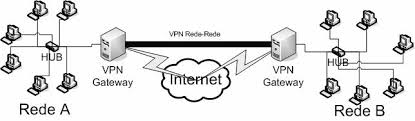 VPN Rede-Rede
HUB
VPN
Gateway
Internet
VPN
Gateway
HUB
Rede A
Rede B